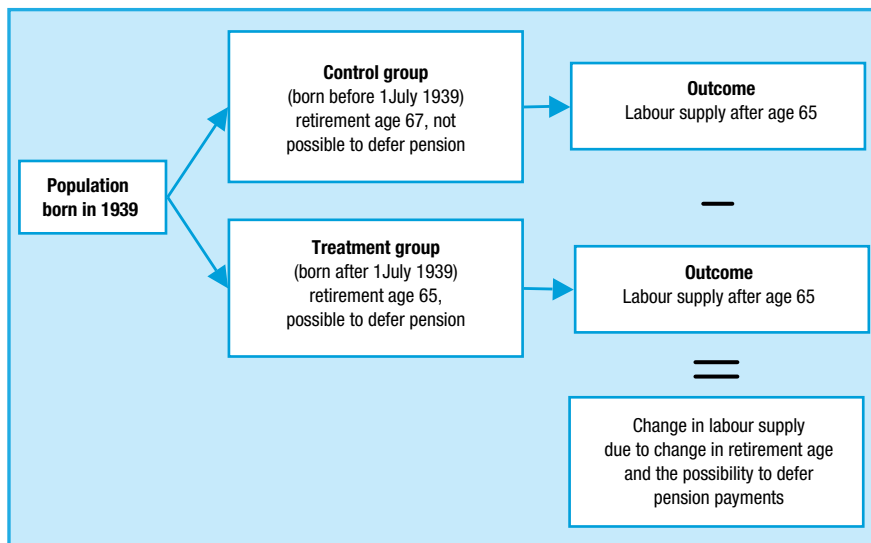 Population
born in 1939
Control group
(born before 1July 1939)
retirement age 67, not
possible to defer pension
Outcome
Labour supply after age 65
–
Treatment group
(born after 1July 1939)
retirement age 65,
possible to defer pension
Outcome
Labour supply after age 65
=
Change in labour supply
due to change in retirement age
and the possibility to defer
pension payments